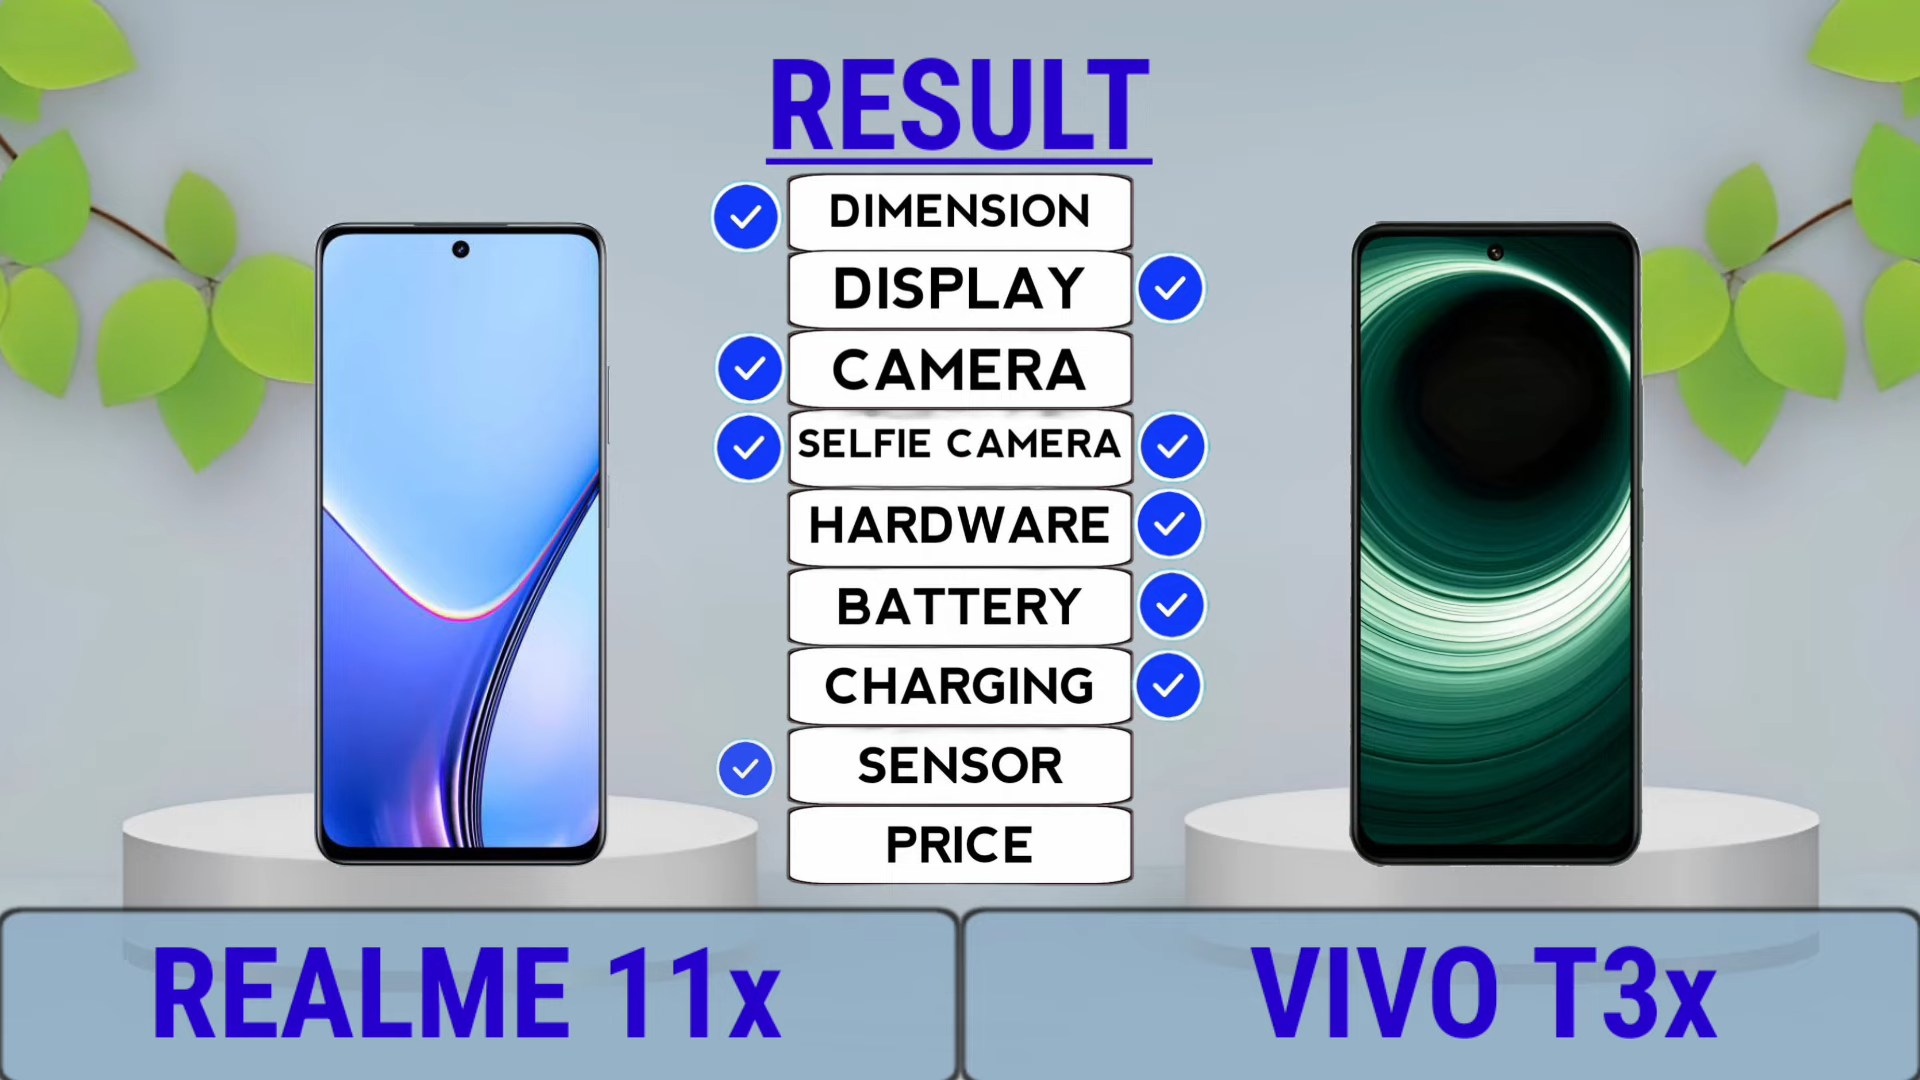 RESULT
DIMENSION
DISPLAY
CAMERA
SELFIE CAMERA
HARDWARE
BATTERY
CHARGING
SENSOR
PRICE
REALME 11x
VIVO T3x